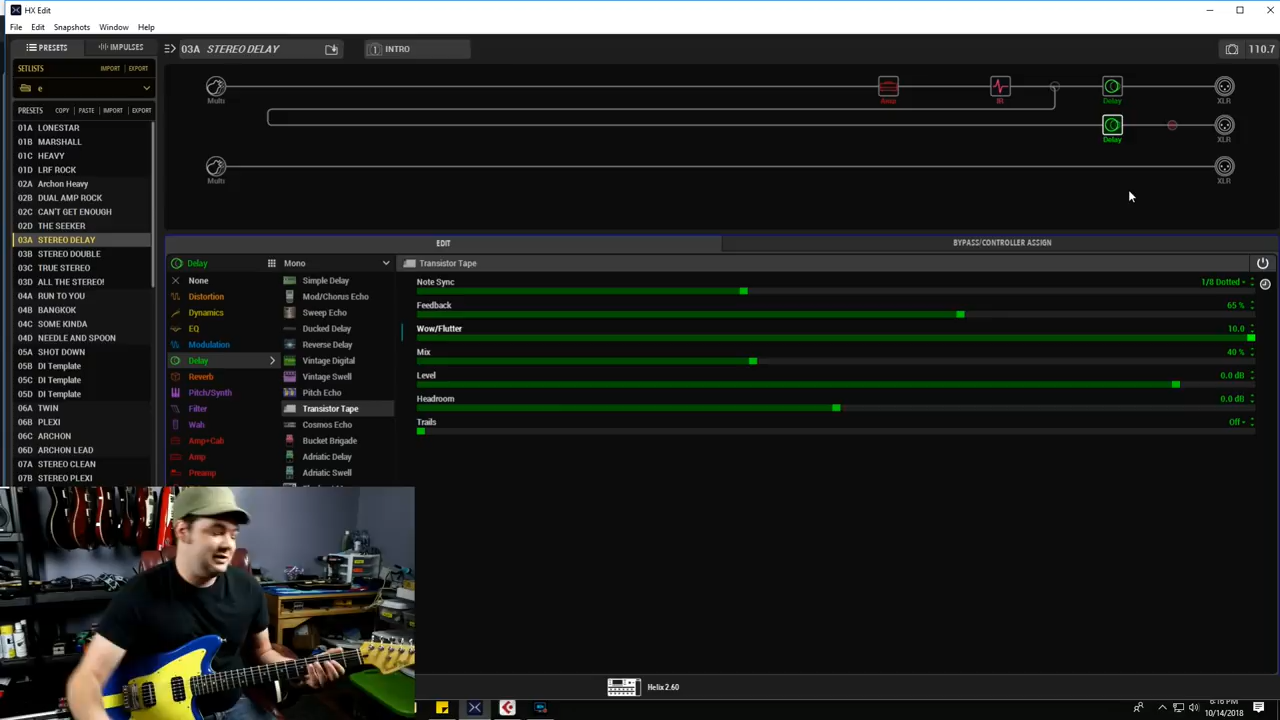 HX Edit
File Edit Snapshots Window Help
PRESETS IMPULSES
03A STEREO DELAY
1 INTRO
110.7
SETLISTS IMPORT EXPORT
e
PRESETS COPY PASTE IMPORT EXPORT
01A LONESTAR
01B MARSHALL
01C HEAVY
01D LRF ROCK
02A Archon Heavy
02B DUAL AMP ROCK
02C CAN'T GET ENOUGH
02D THE SEEKER
03A STEREO DELAY
03B STEREO DOUBLE
03C TRUE STEREO
03D ALL THE STEREO!
04A RUN TO YOU
04B BANGKOK
04C SOME KINDA
04D NEEDLE AND SPOON
05A SHOT DOWN
05B DI Template
05C DI Template
05D DI Template
06A TWIN
06B PLEXI
06C ARCHON
06D ARCHON LEAD
07A STEREO CLEAN
07B STEREO PLEXI
Multi Amp IR Delay XLR
Delay XLR
Multi XLR
EDIT BYPASS/CONTROLLER ASSIGN
Delay Mono Transistor Tape
None
Distortion
Dynamics
EQ
Modulation
Delay
Reverb
Pitch/Synth
Filter
Wah
Amp+Cab
Amp
Preamp
Simple Delay
Mod/Chorus Echo
Sweep Echo
Ducked Delay
Reverse Delay
Vintage Digital
Vintage Swell
Pitch Echo
Transistor Tape
Cosmos Echo
Bucket Brigade
Adriatic Delay
Adriatic Swell
Note Sync 1/8 Dotted
Feedback 65 %
Wow/Flutter 10.0
Mix 40 %
Level 0.0 dB
Headroom 0.0 dB
Trails Off
Helix 2.60
6:16 PM
10/14/2018